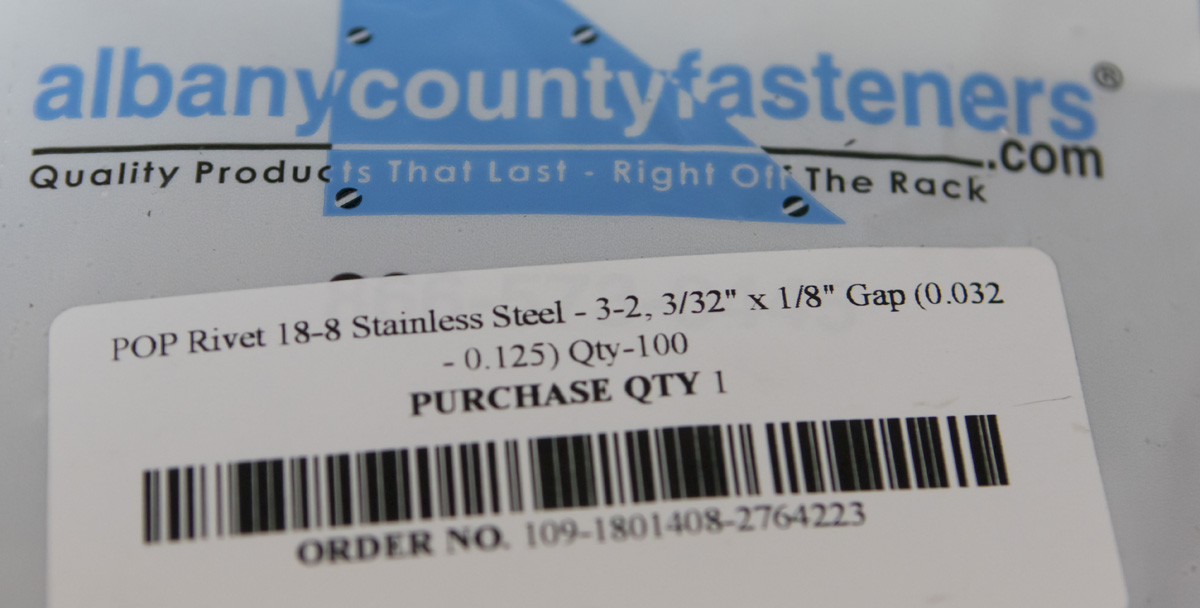 albanycountyfasteners®
.com
Quality Products That Last - Right Off The Rack
POP Rivet 18-8 Stainless Steel - 3-2, 3/32" x 1/8" Gap (0.032
- 0.125) Qty-100
PURCHASE QTY 1
ORDER NO. 109-1801408-2764223